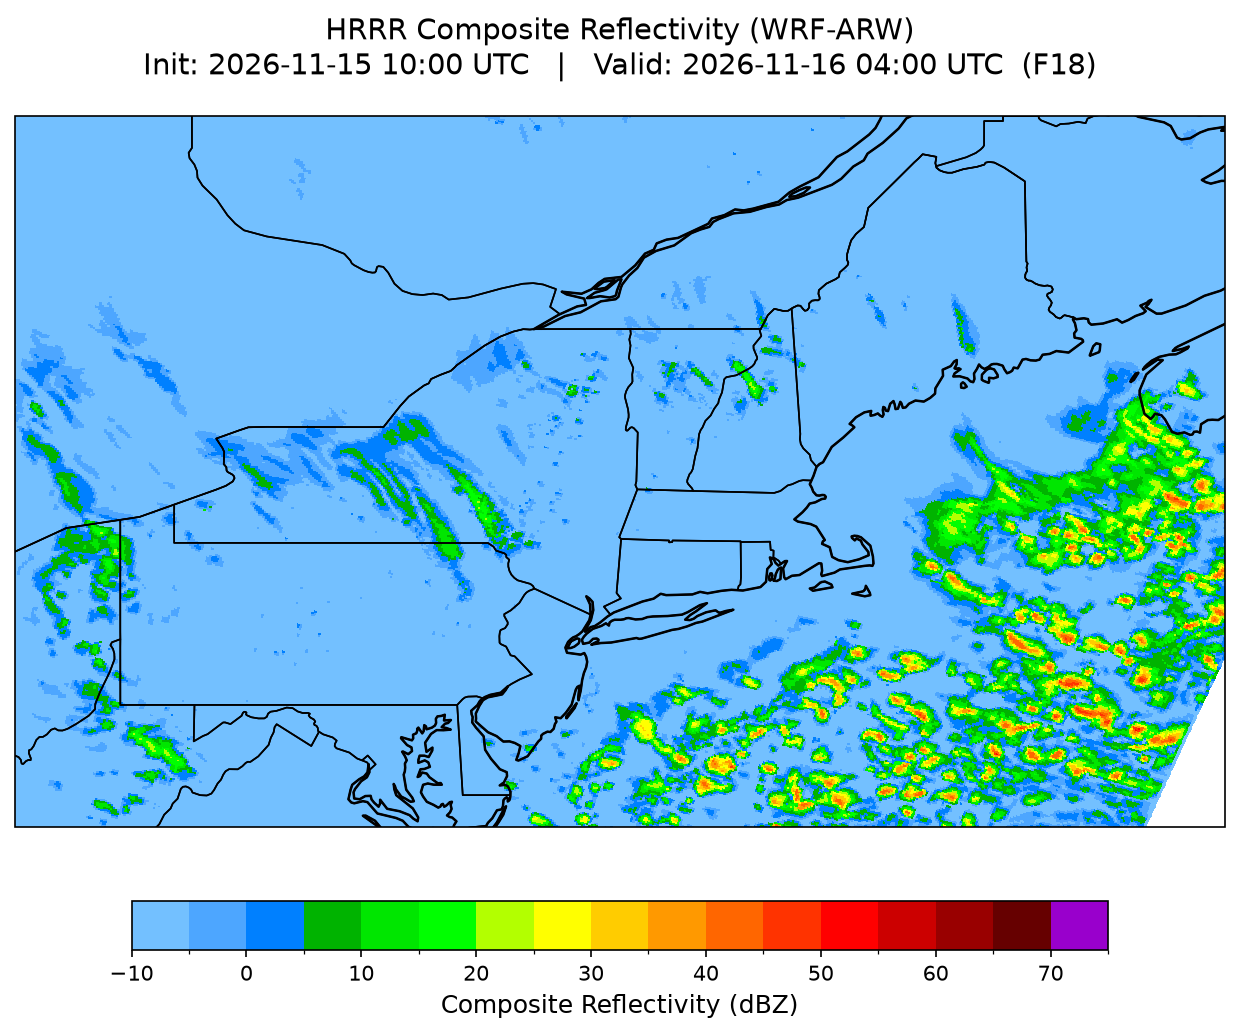 HRRR Composite Reflectivity (WRF-ARW)
Init: 2026-11-15 10:00 UTC   |   Valid: 2026-11-16 04:00 UTC  (F18)
−10 0 10 20 30 40 50 60 70
Composite Reflectivity (dBZ)